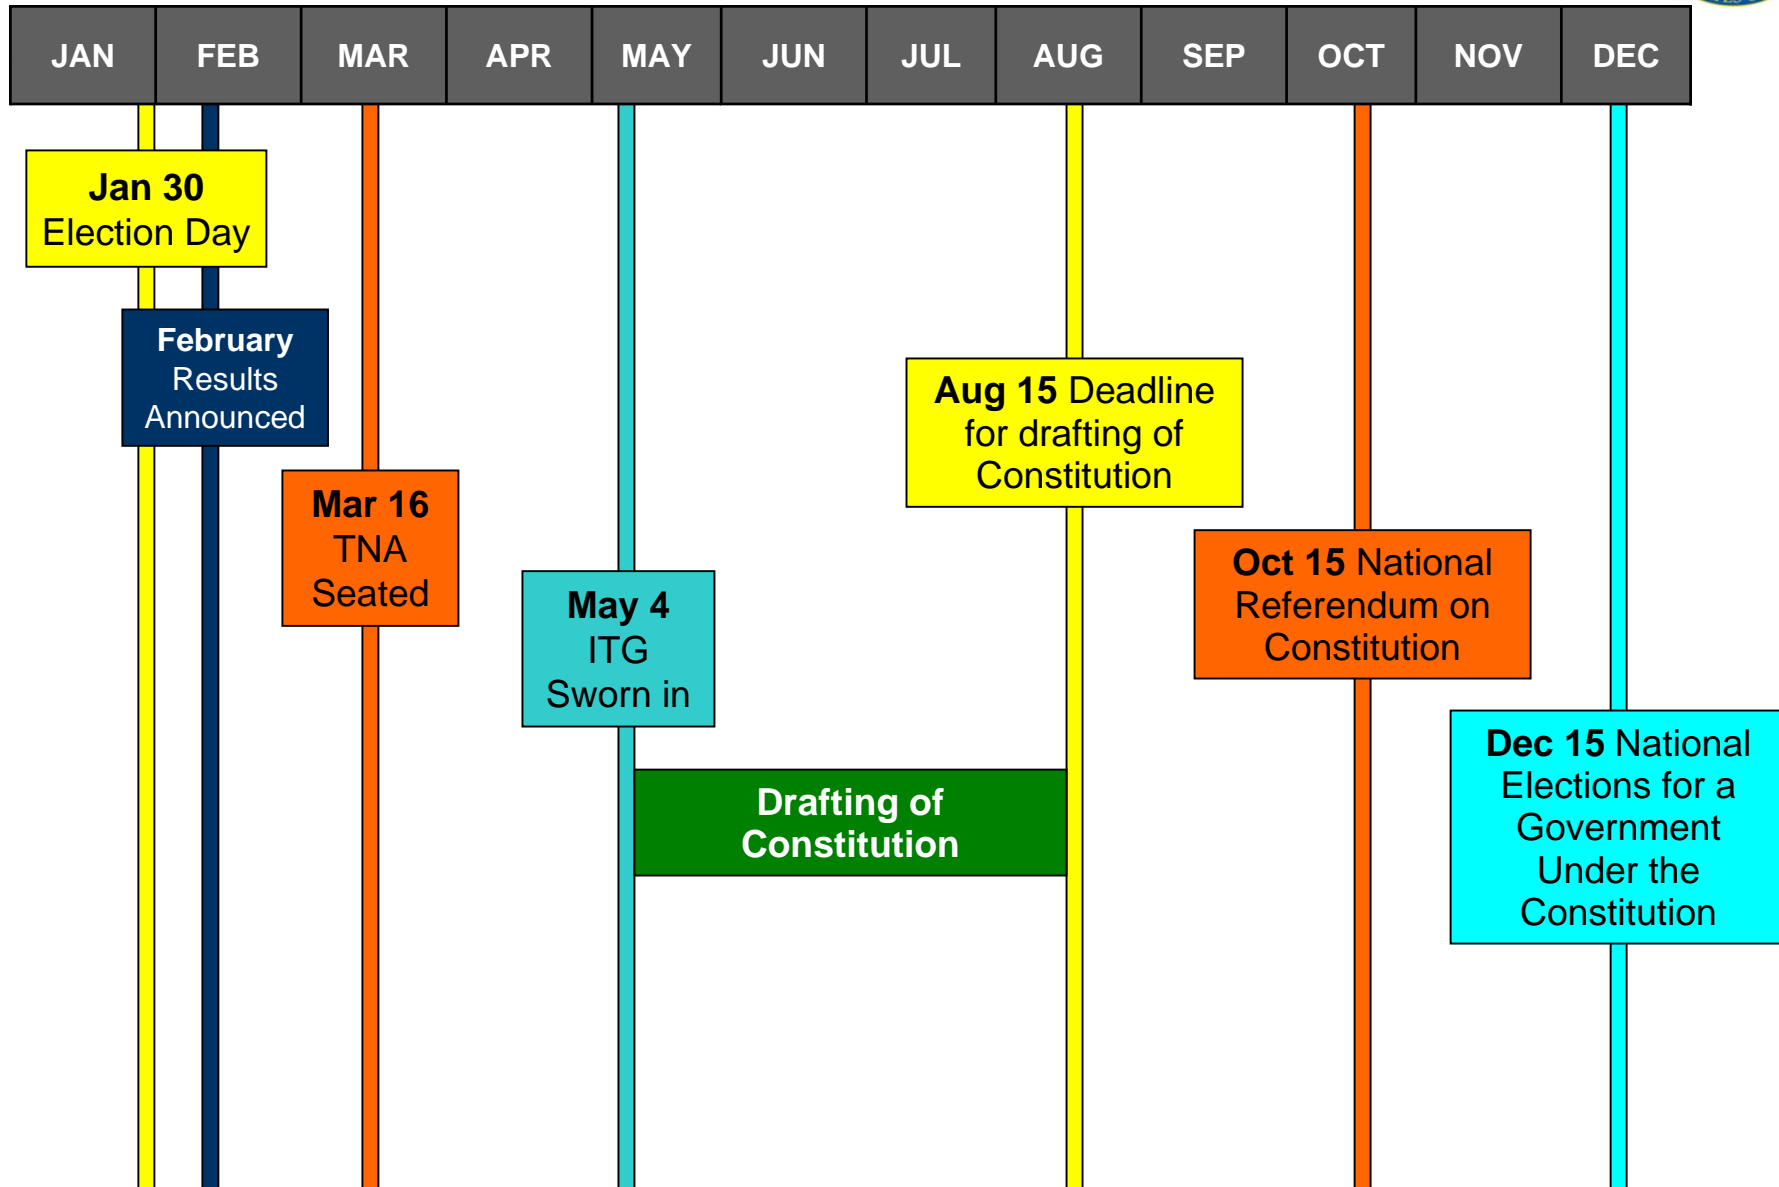 JAN FEB MAR APR MAY JUN JUL AUG SEP OCT NOV DEC
Jan 30
Election Day
February
Results
Announced
Mar 16
TNA
Seated
May 4
ITG
Sworn in
Drafting of
Constitution
Aug 15 Deadline
for drafting of
Constitution
Oct 15 National
Referendum on
Constitution
Dec 15 National
Elections for a
Government
Under the
Constitution